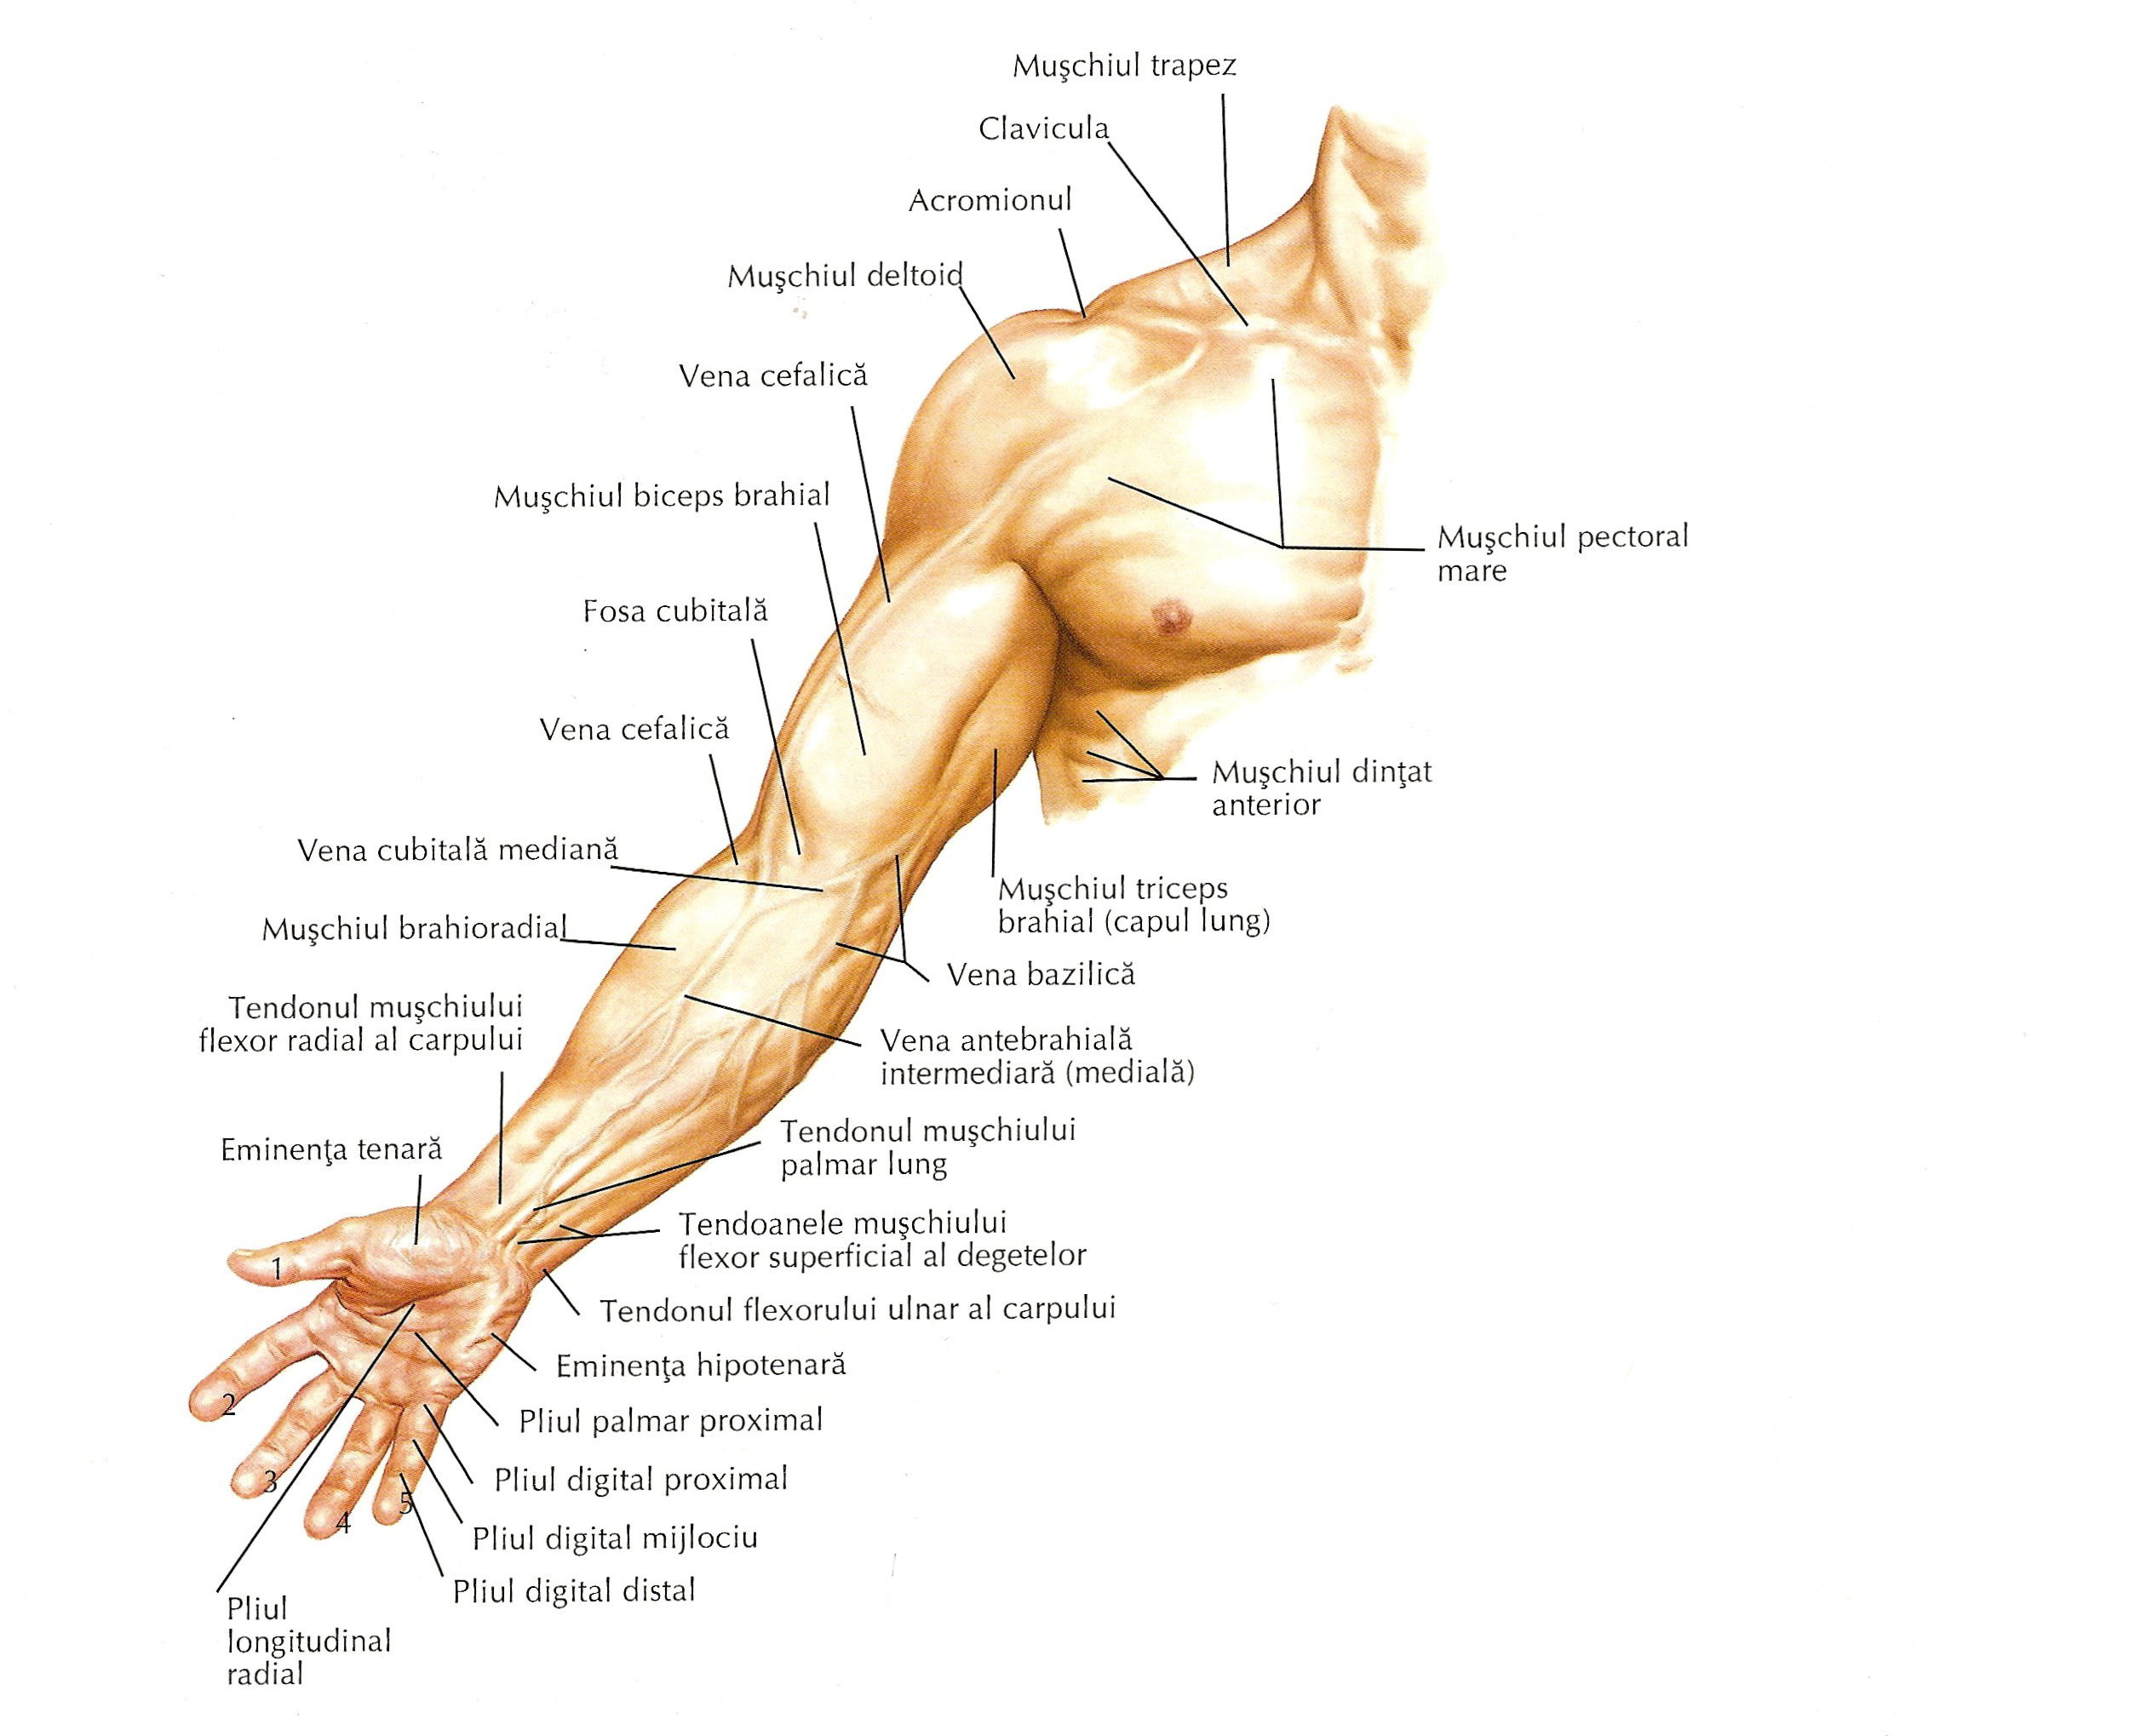 Muşchiul trapez
Clavicula
Acromionul
Muşchiul deltoid
Vena cefalică
Muşchiul biceps brahial
Muşchiul pectoral
mare
Fosa cubitală
Vena cefalică
Muşchiul dinţat
anterior
Vena cubitală mediană
Muşchiul triceps
brahial (capul lung)
Muşchiul brahioradial
Vena bazilică
Tendonul muşchiului
flexor radial al carpului
Vena antebrahială
intermediară (medială)
Eminenţa tenară
Tendonul muşchiului
palmar lung
Tendoanele muşchiului
flexor superficial al degetelor
1
Tendonul flexorului ulnar al carpului
Eminenţa hipotenară
2
Pliul palmar proximal
3
Pliul digital proximal
5
4
Pliul digital mijlociu
Pliul digital distal
Pliul
longitudinal
radial